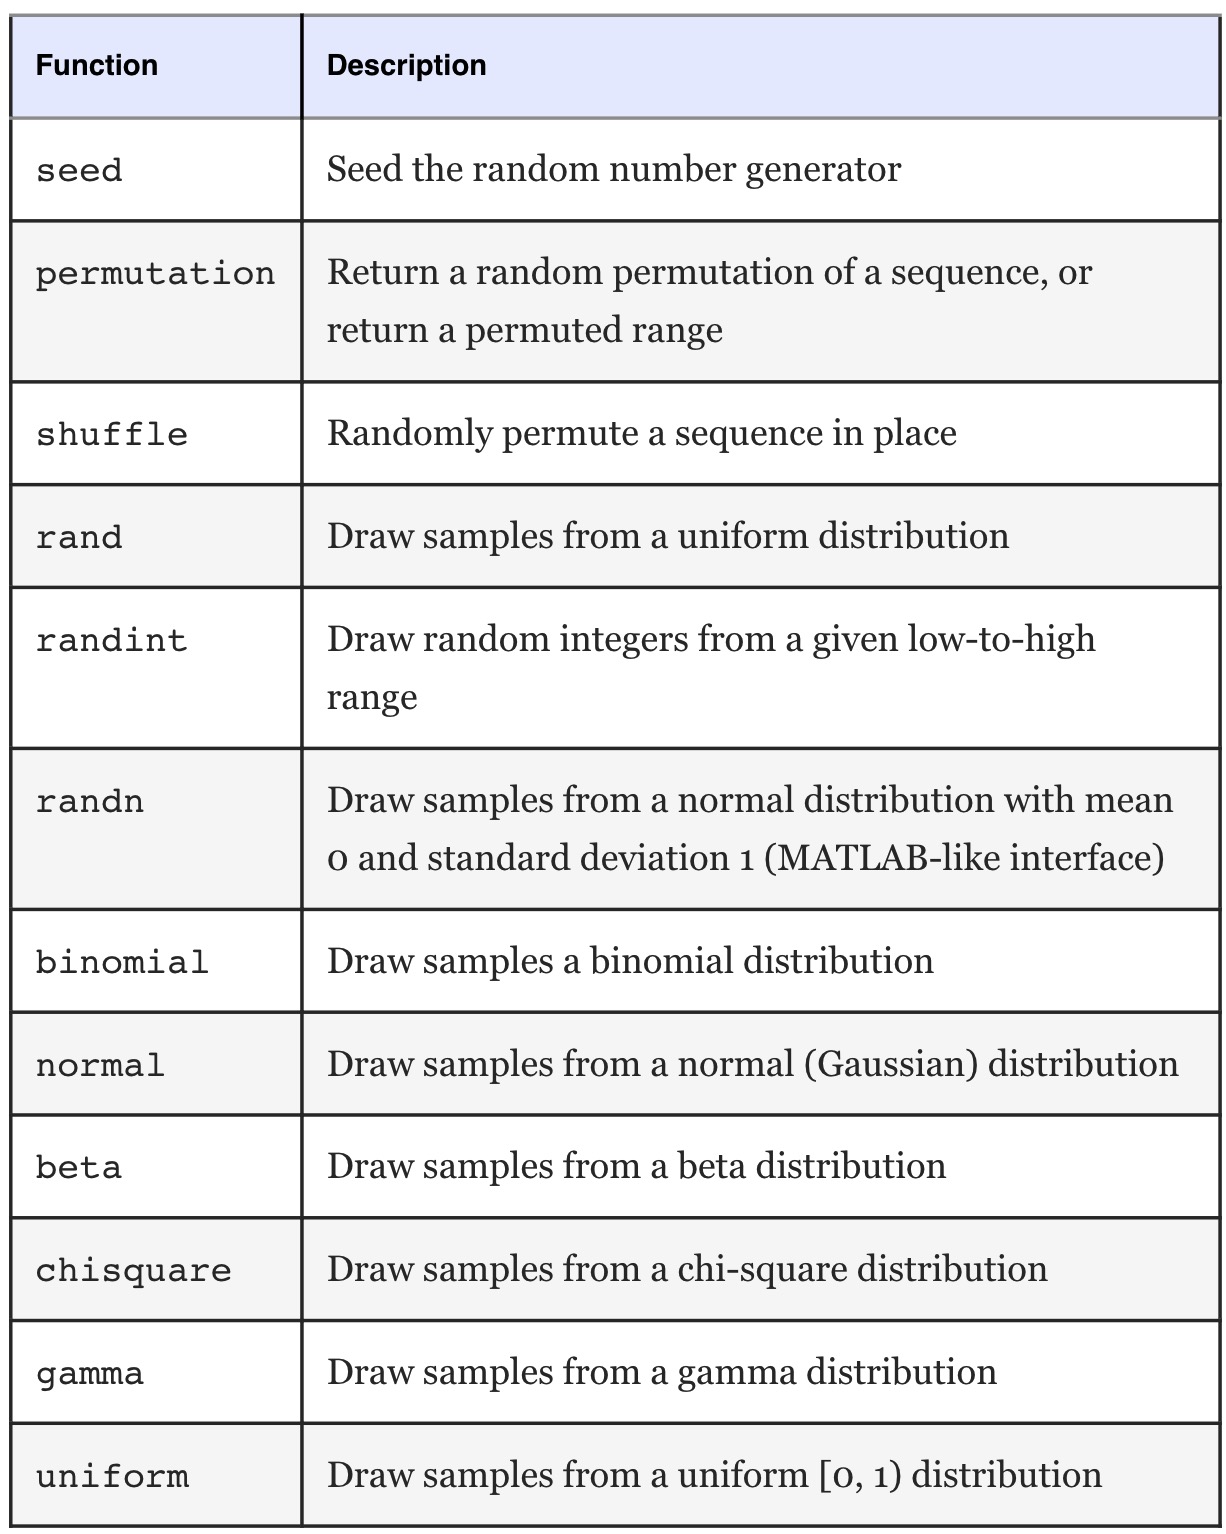 Function Description
seed Seed the random number generator
permutation Return a random permutation of a sequence, or
return a permuted range
shuffle Randomly permute a sequence in place
rand Draw samples from a uniform distribution
randint Draw random integers from a given low-to-high
range
randn Draw samples from a normal distribution with mean
0 and standard deviation 1 (MATLAB-like interface)
binomial Draw samples a binomial distribution
normal Draw samples from a normal (Gaussian) distribution
beta Draw samples from a beta distribution
chisquare Draw samples from a chi-square distribution
gamma Draw samples from a gamma distribution
uniform Draw samples from a uniform [0, 1) distribution